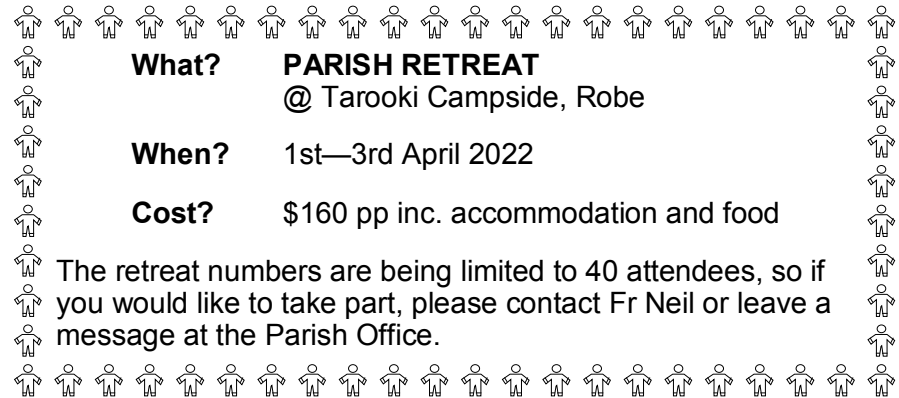 What? PARISH RETREAT
@ Tarooki Campside, Robe
When? 1st—3rd April 2022
Cost? $160 pp inc. accommodation and food
The retreat numbers are being limited to 40 attendees, so if
you would like to take part, please contact Fr Neil or leave a
message at the Parish Office.